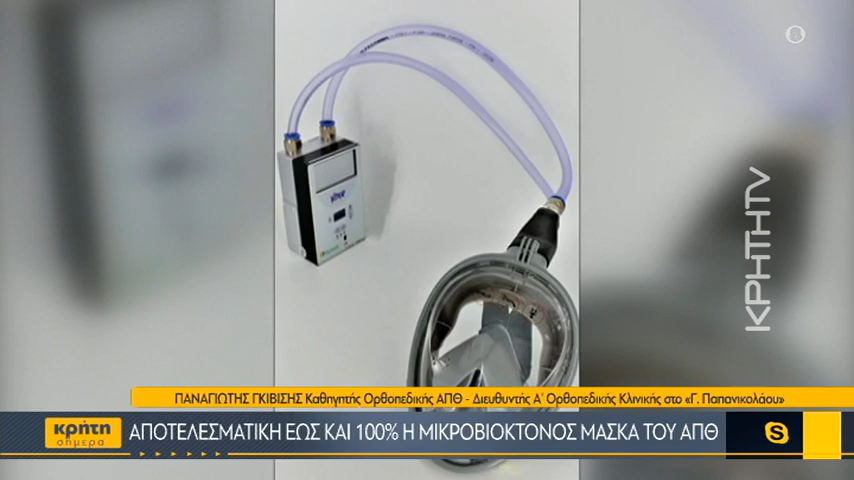 ΚΡΗΤΗTV
ΠΑΝΑΓΙΩΤΗΣ ΓΚΙΒΙΣΗΣ Καθηγητής Ορθοπεδικής ΑΠΘ - Διευθυντής Α' Ορθοπεδικής Κλινικής στο «Γ. Παπανικολάου»
κρήτη
σήμερα
ΑΠΟΤΕΛΕΣΜΑΤΙΚΗ ΕΩΣ ΚΑΙ 100% Η ΜΙΚΡΟΒΙΟΚΤΟΝΟΣ ΜΑΣΚΑ ΤΟΥ ΑΠΘ